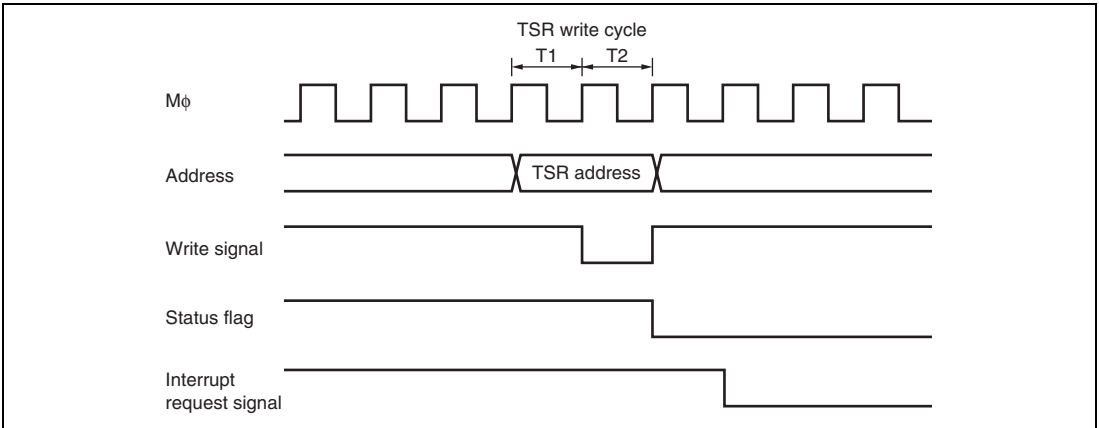 TSR write cycle
T1 T2
Mϕ
Address
TSR address
Write signal
Status flag
Interrupt
request signal